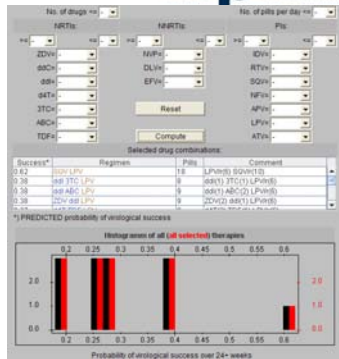 No. of drugs <= - No. of pills per day <= -
NRTIs: NNRTIs: PIs:
>= - <= - >= - <= - >= - <= -
ZDV= - NVP= - IDV= -
ddC= - DLV= - RTV= -
ddI= - EFV= - SQV= -
d4T= - NFV= -
3TC= - Reset APV= -
ABC= - LPV= -
TDF= - Compute ATV= -
Selected drug combinations:
Success* Regimen Pills Comment
0.62 SQV LPV 18 LPV/r(6) SQV/r(10)
0.38 ddI 3TC LPV 9 ddI(1) 3TC(1) LPV/r(6)
0.38 ddI ABC LPV 9 ddI(1) ABC(2) LPV/r(6)
0.38 ZDV ddI LPV 9 ZDV(2) ddI(1) LPV/r(6)
*) PREDICTED probability of virological success
Histogramm of all (all selected) therapies
0.2 0.25 0.3 0.35 0.4 0.45 0.5 0.55 0.6
2.0 2.0
1.0 1.0
0.0 0.0
0.2 0.25 0.3 0.35 0.4 0.45 0.5 0.55 0.6
Probability of virological success over 24+ weeks